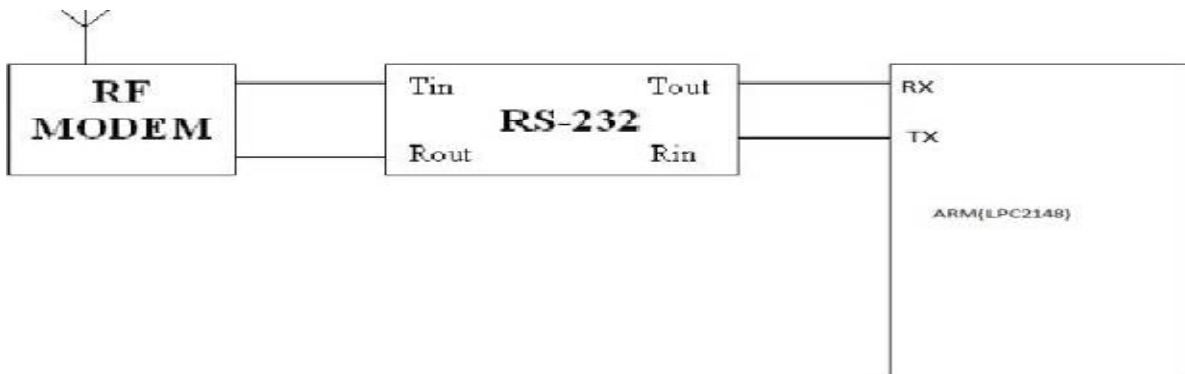 RF
MODEM
Tin
Tout
RS-232
Rout
Rin
RX
TX
ARM(LPC2148)